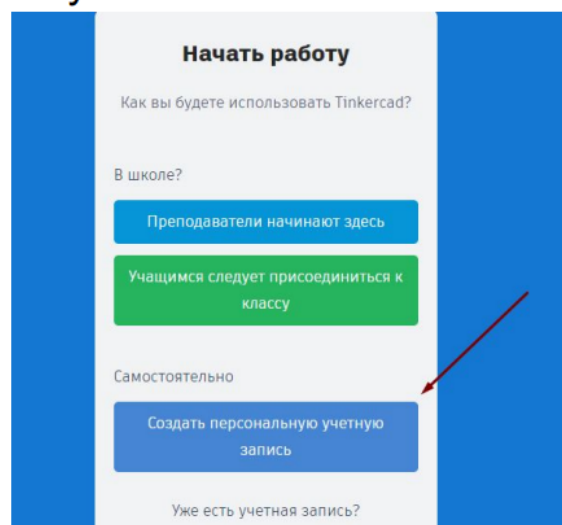 Начать работу
Как вы будете использовать Tinkercad?
В школе?
Преподаватели начинают здесь
Учащимся следует присоединиться к
классу
Самостоятельно
Создать персональную учетную
запись
Уже есть учетная запись?